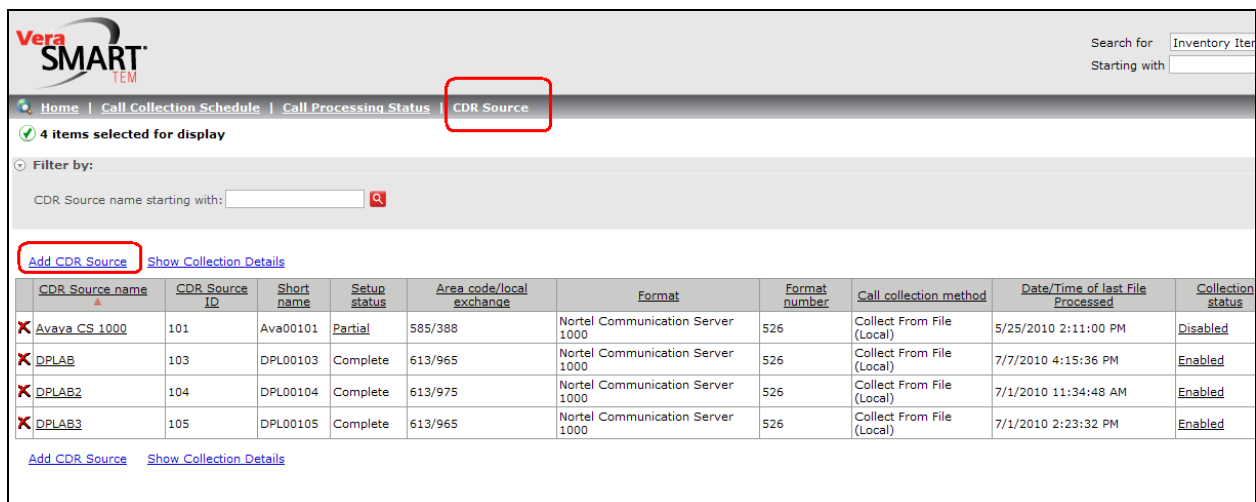 Vera
SMART
TEM
Search for Inventory Iter
Starting with
Home | Call Collection Schedule | Call Processing Status | CDR Source
4 items selected for display
Filter by:
CDR Source name starting with:
Add CDR Source Show Collection Details
CDR Source name CDR Source ID Short name Setup status Area code/local exchange Format Format number Call collection method Date/Time of last File Processed Collection status
Avaya CS 1000 101 Ava00101 Partial 585/388 Nortel Communication Server 1000 526 Collect From File (Local) 5/25/2010 2:11:00 PM Disabled
DPLAB 103 DPL00103 Complete 613/965 Nortel Communication Server 1000 526 Collect From File (Local) 7/7/2010 4:15:36 PM Enabled
DPLAB2 104 DPL00104 Complete 613/975 Nortel Communication Server 1000 526 Collect From File (Local) 7/1/2010 11:34:48 AM Enabled
DPLAB3 105 DPL00105 Complete 613/965 Nortel Communication Server 1000 526 Collect From File (Local) 7/1/2010 2:23:32 PM Enabled
Add CDR Source Show Collection Details